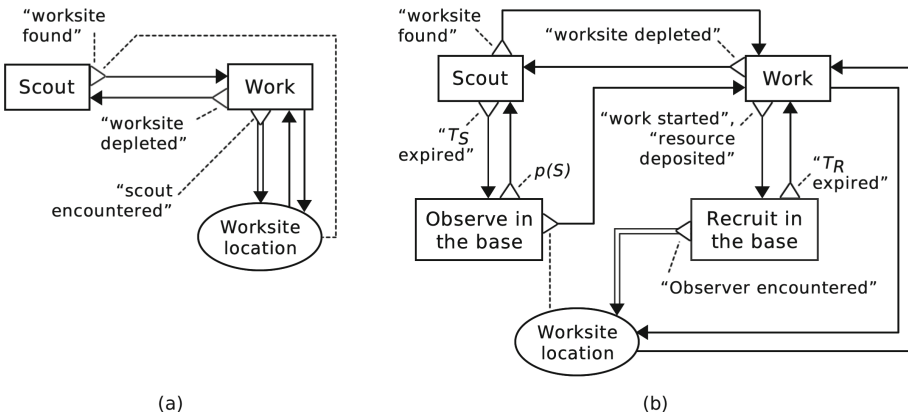 “worksite
found”
Scout
Work
“worksite
depleted”
“scout
encountered”
Worksite
location
(a)
“worksite
found”
“worksite depleted”
Scout
Work
“TS
expired”
p(S)
“work started”,
“resource
deposited”
“TR
expired”
Observe in
the base
Recruit in
the base
“Observer encountered”
Worksite
location
(b)